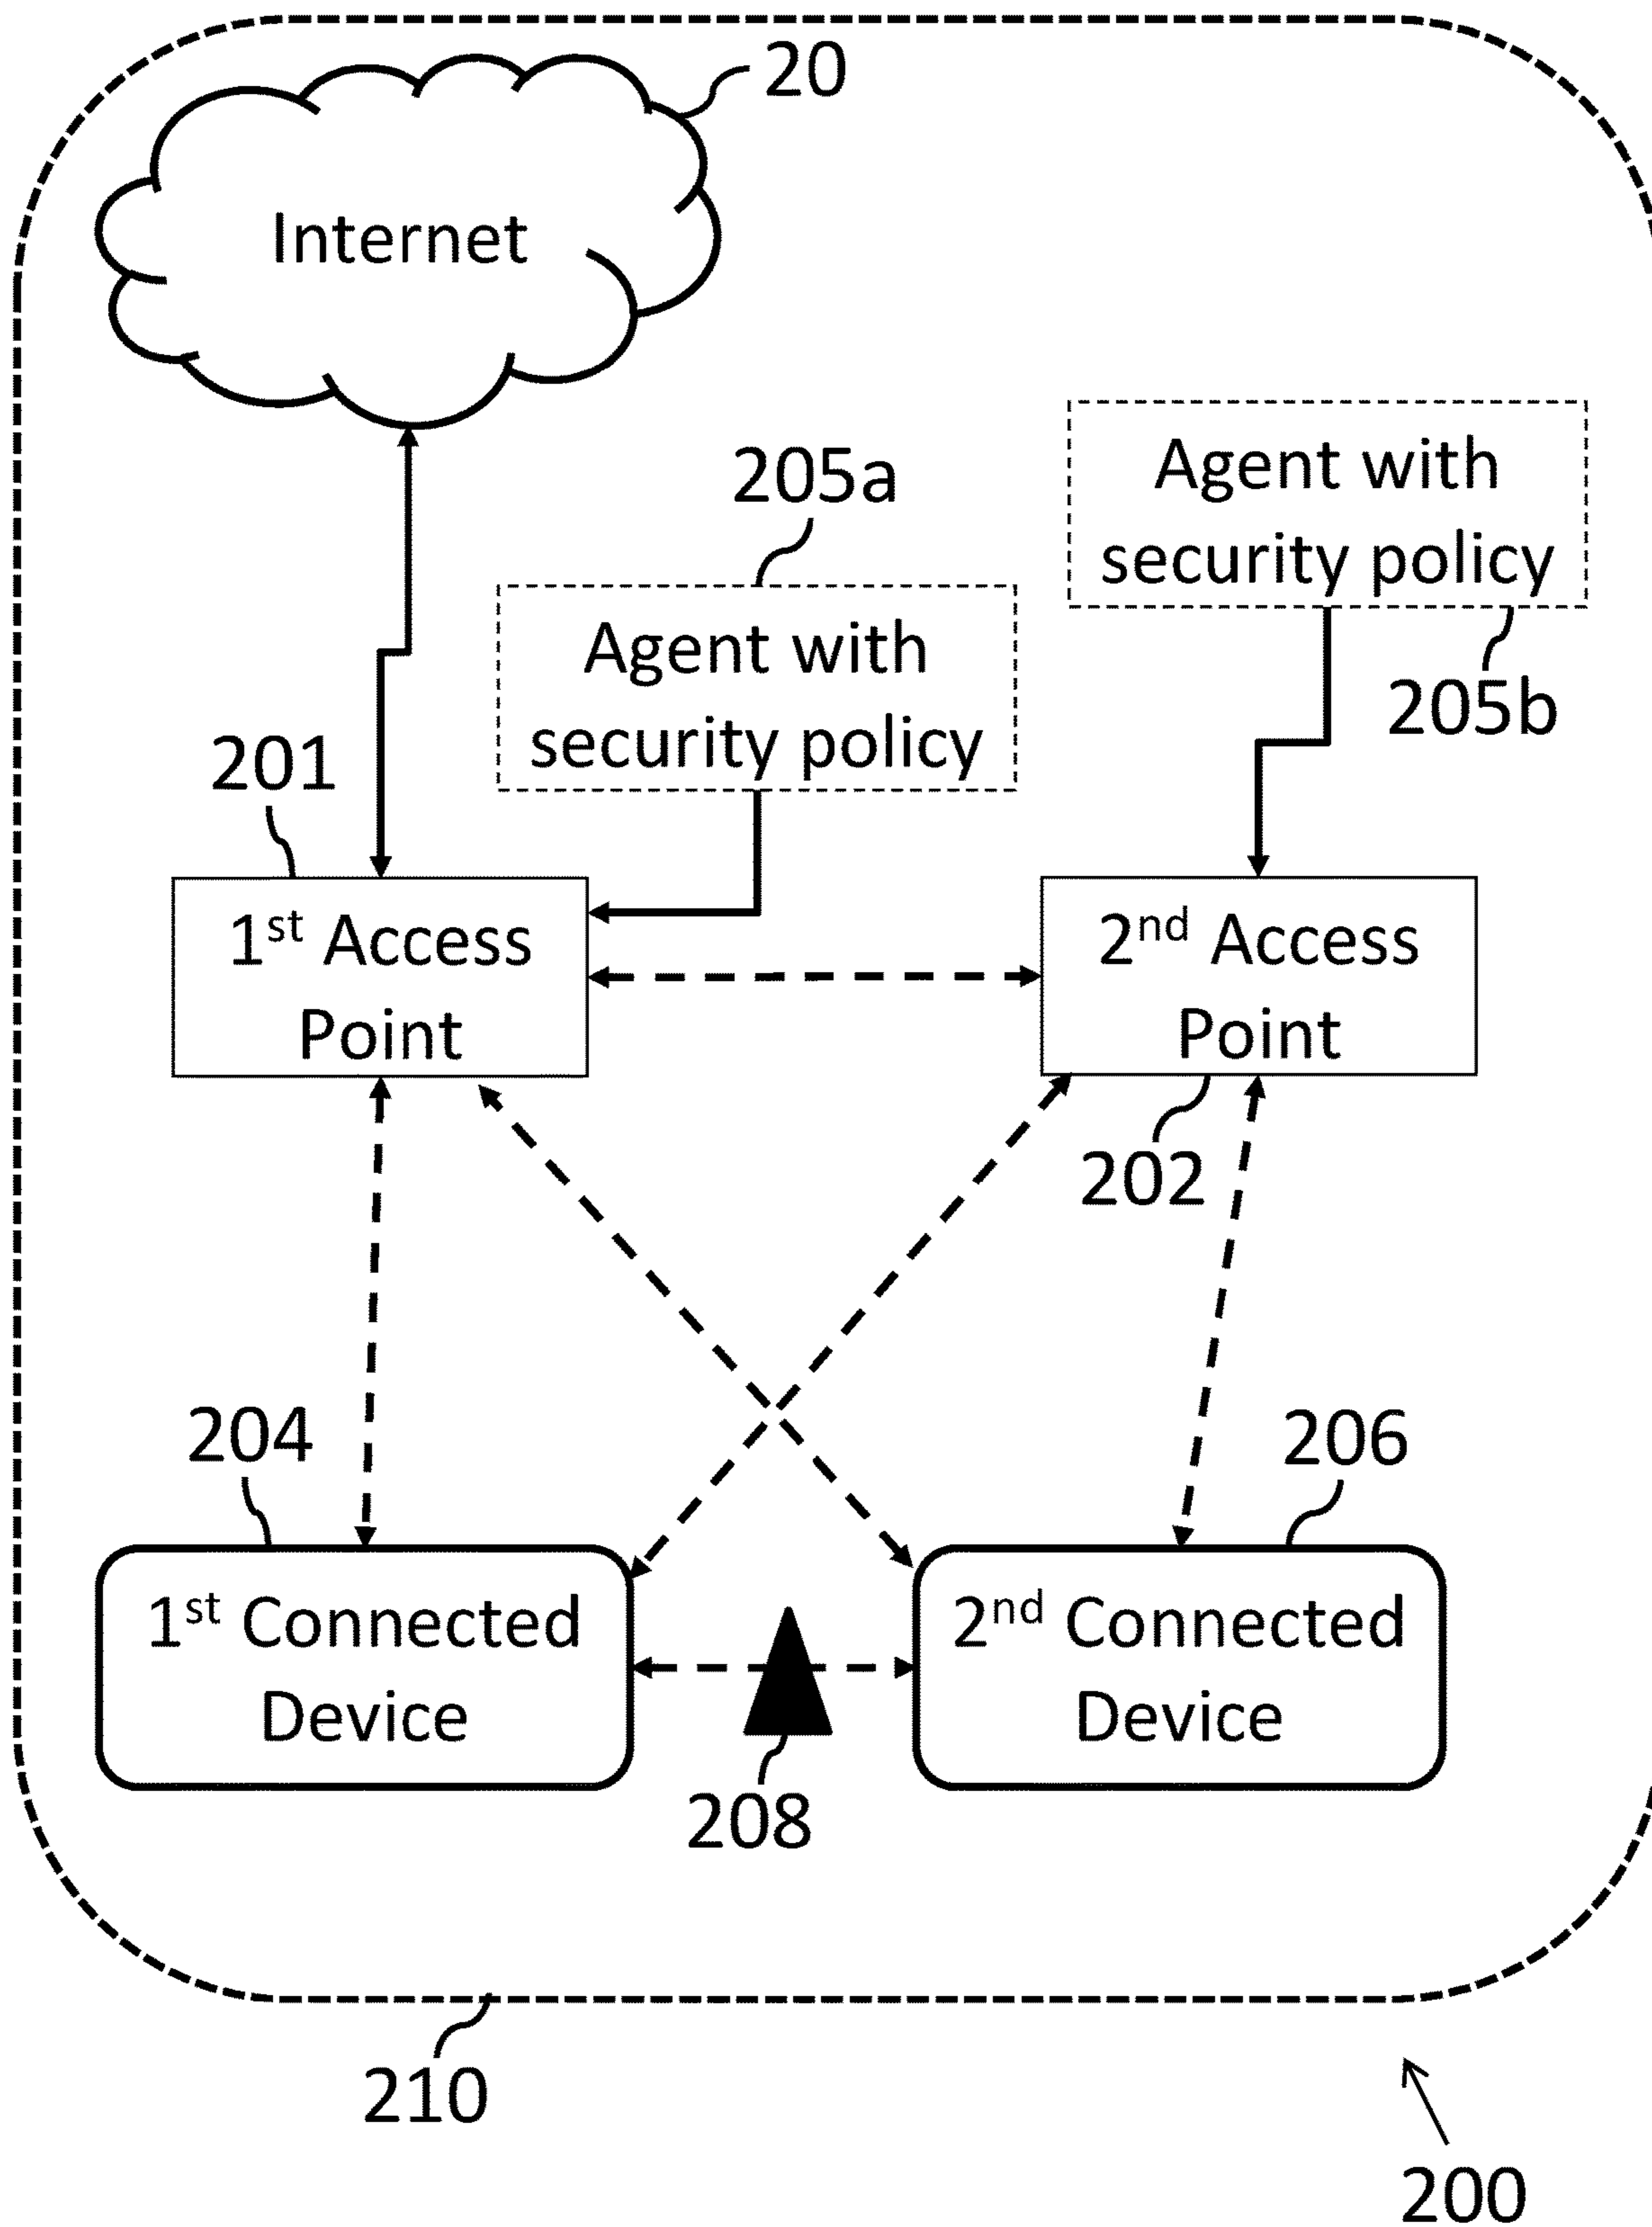 20
Internet
205a
Agent with
security policy
Agent with
security policy
205b
201
1st Access
Point
2nd Access
Point
202
204
206
1st Connected
Device
2nd Connected
Device
208
210
200